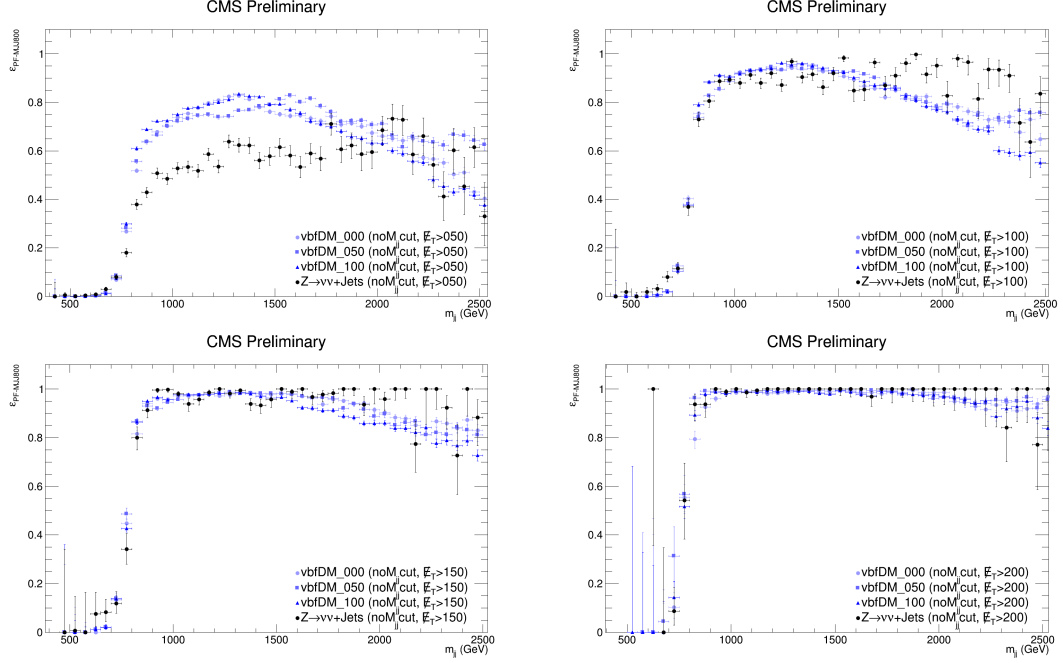 CMS Preliminary
ε_PF-MJJ800
1
0.8
0.6
0.4
0.2
0
vbfDM_000 (noM_jj cut, E̸_T>050)
vbfDM_050 (noM_jj cut, E̸_T>050)
vbfDM_100 (noM_jj cut, E̸_T>050)
Z→νν+Jets (noM_jj cut, E̸_T>050)
500 1000 1500 2000 2500
m_jj (GeV)
CMS Preliminary
ε_PF-MJJ800
1
0.8
0.6
0.4
0.2
0
vbfDM_000 (noM_jj cut, E̸_T>100)
vbfDM_050 (noM_jj cut, E̸_T>100)
vbfDM_100 (noM_jj cut, E̸_T>100)
Z→νν+Jets (noM_jj cut, E̸_T>100)
500 1000 1500 2000 2500
m_jj (GeV)
CMS Preliminary
ε_PF-MJJ800
1
0.8
0.6
0.4
0.2
0
vbfDM_000 (noM_jj cut, E̸_T>150)
vbfDM_050 (noM_jj cut, E̸_T>150)
vbfDM_100 (noM_jj cut, E̸_T>150)
Z→νν+Jets (noM_jj cut, E̸_T>150)
500 1000 1500 2000 2500
m_jj (GeV)
CMS Preliminary
ε_PF-MJJ800
1
0.8
0.6
0.4
0.2
0
vbfDM_000 (noM_jj cut, E̸_T>200)
vbfDM_050 (noM_jj cut, E̸_T>200)
vbfDM_100 (noM_jj cut, E̸_T>200)
Z→νν+Jets (noM_jj cut, E̸_T>200)
500 1000 1500 2000 2500
m_jj (GeV)